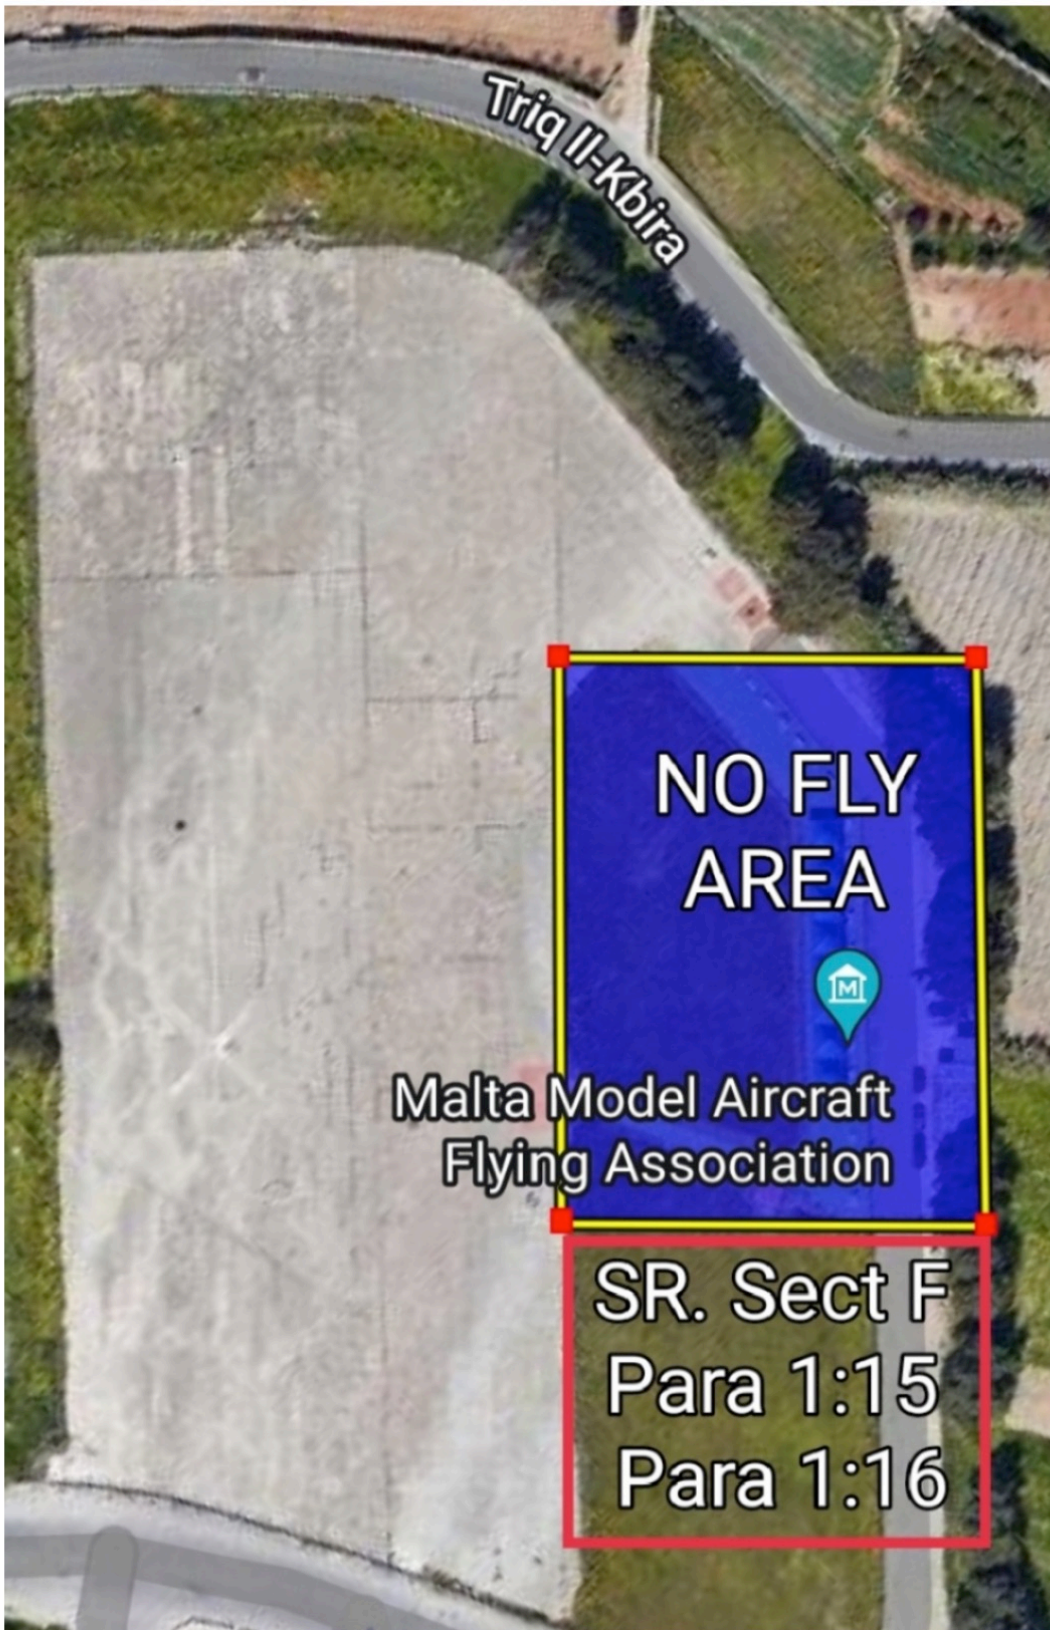 Triq Il-Kbira
NO FLY
AREA
M
Malta Model Aircraft
Flying Association
SR. Sect F
Para 1:15
Para 1:16